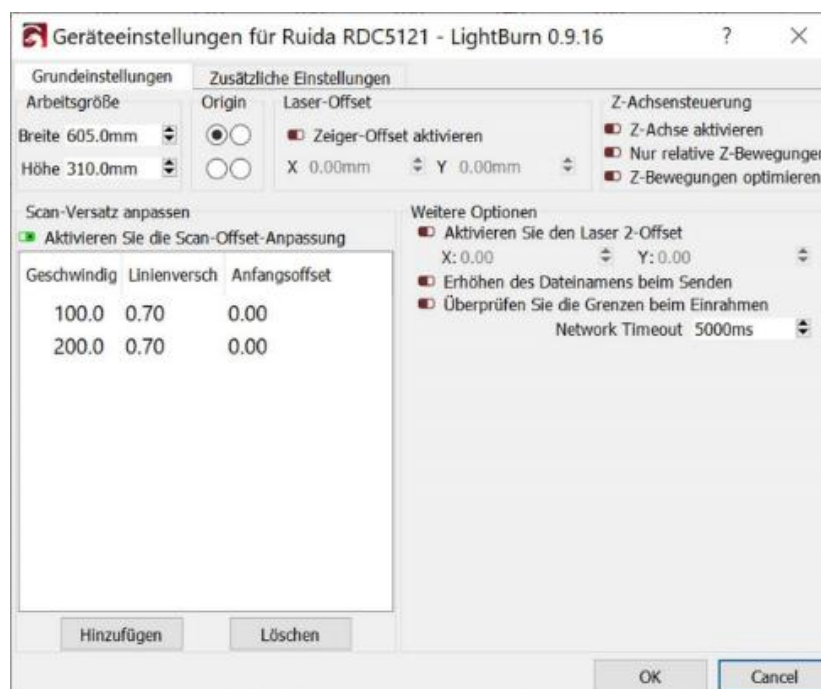 Geräteeinstellungen für Ruida RDC5121 - LightBurn 0.9.16 ? ×
Grundeinstellungen Zusätzliche Einstellungen
Arbeitsgröße Origin Laser-Offset Z-Achsensteuerung
Breite 605.0mm Zeiger-Offset aktivieren Z-Achse aktivieren
Nur relative Z-Bewegungen
Höhe 310.0mm X 0.00mm Y 0.00mm Z-Bewegungen optimieren
Scan-Versatz anpassen Weitere Optionen
Aktivieren Sie die Scan-Offset-Anpassung Aktivieren Sie den Laser 2-Offset
X: 0.00 Y: 0.00
Geschwindig Linienversch Anfangsoffset Erhöhen des Dateinamens beim Senden
Überprüfen Sie die Grenzen beim Einrahmen
100.0 0.70 0.00 Network Timeout 5000ms
200.0 0.70 0.00
Hinzufügen Löschen
OK Cancel